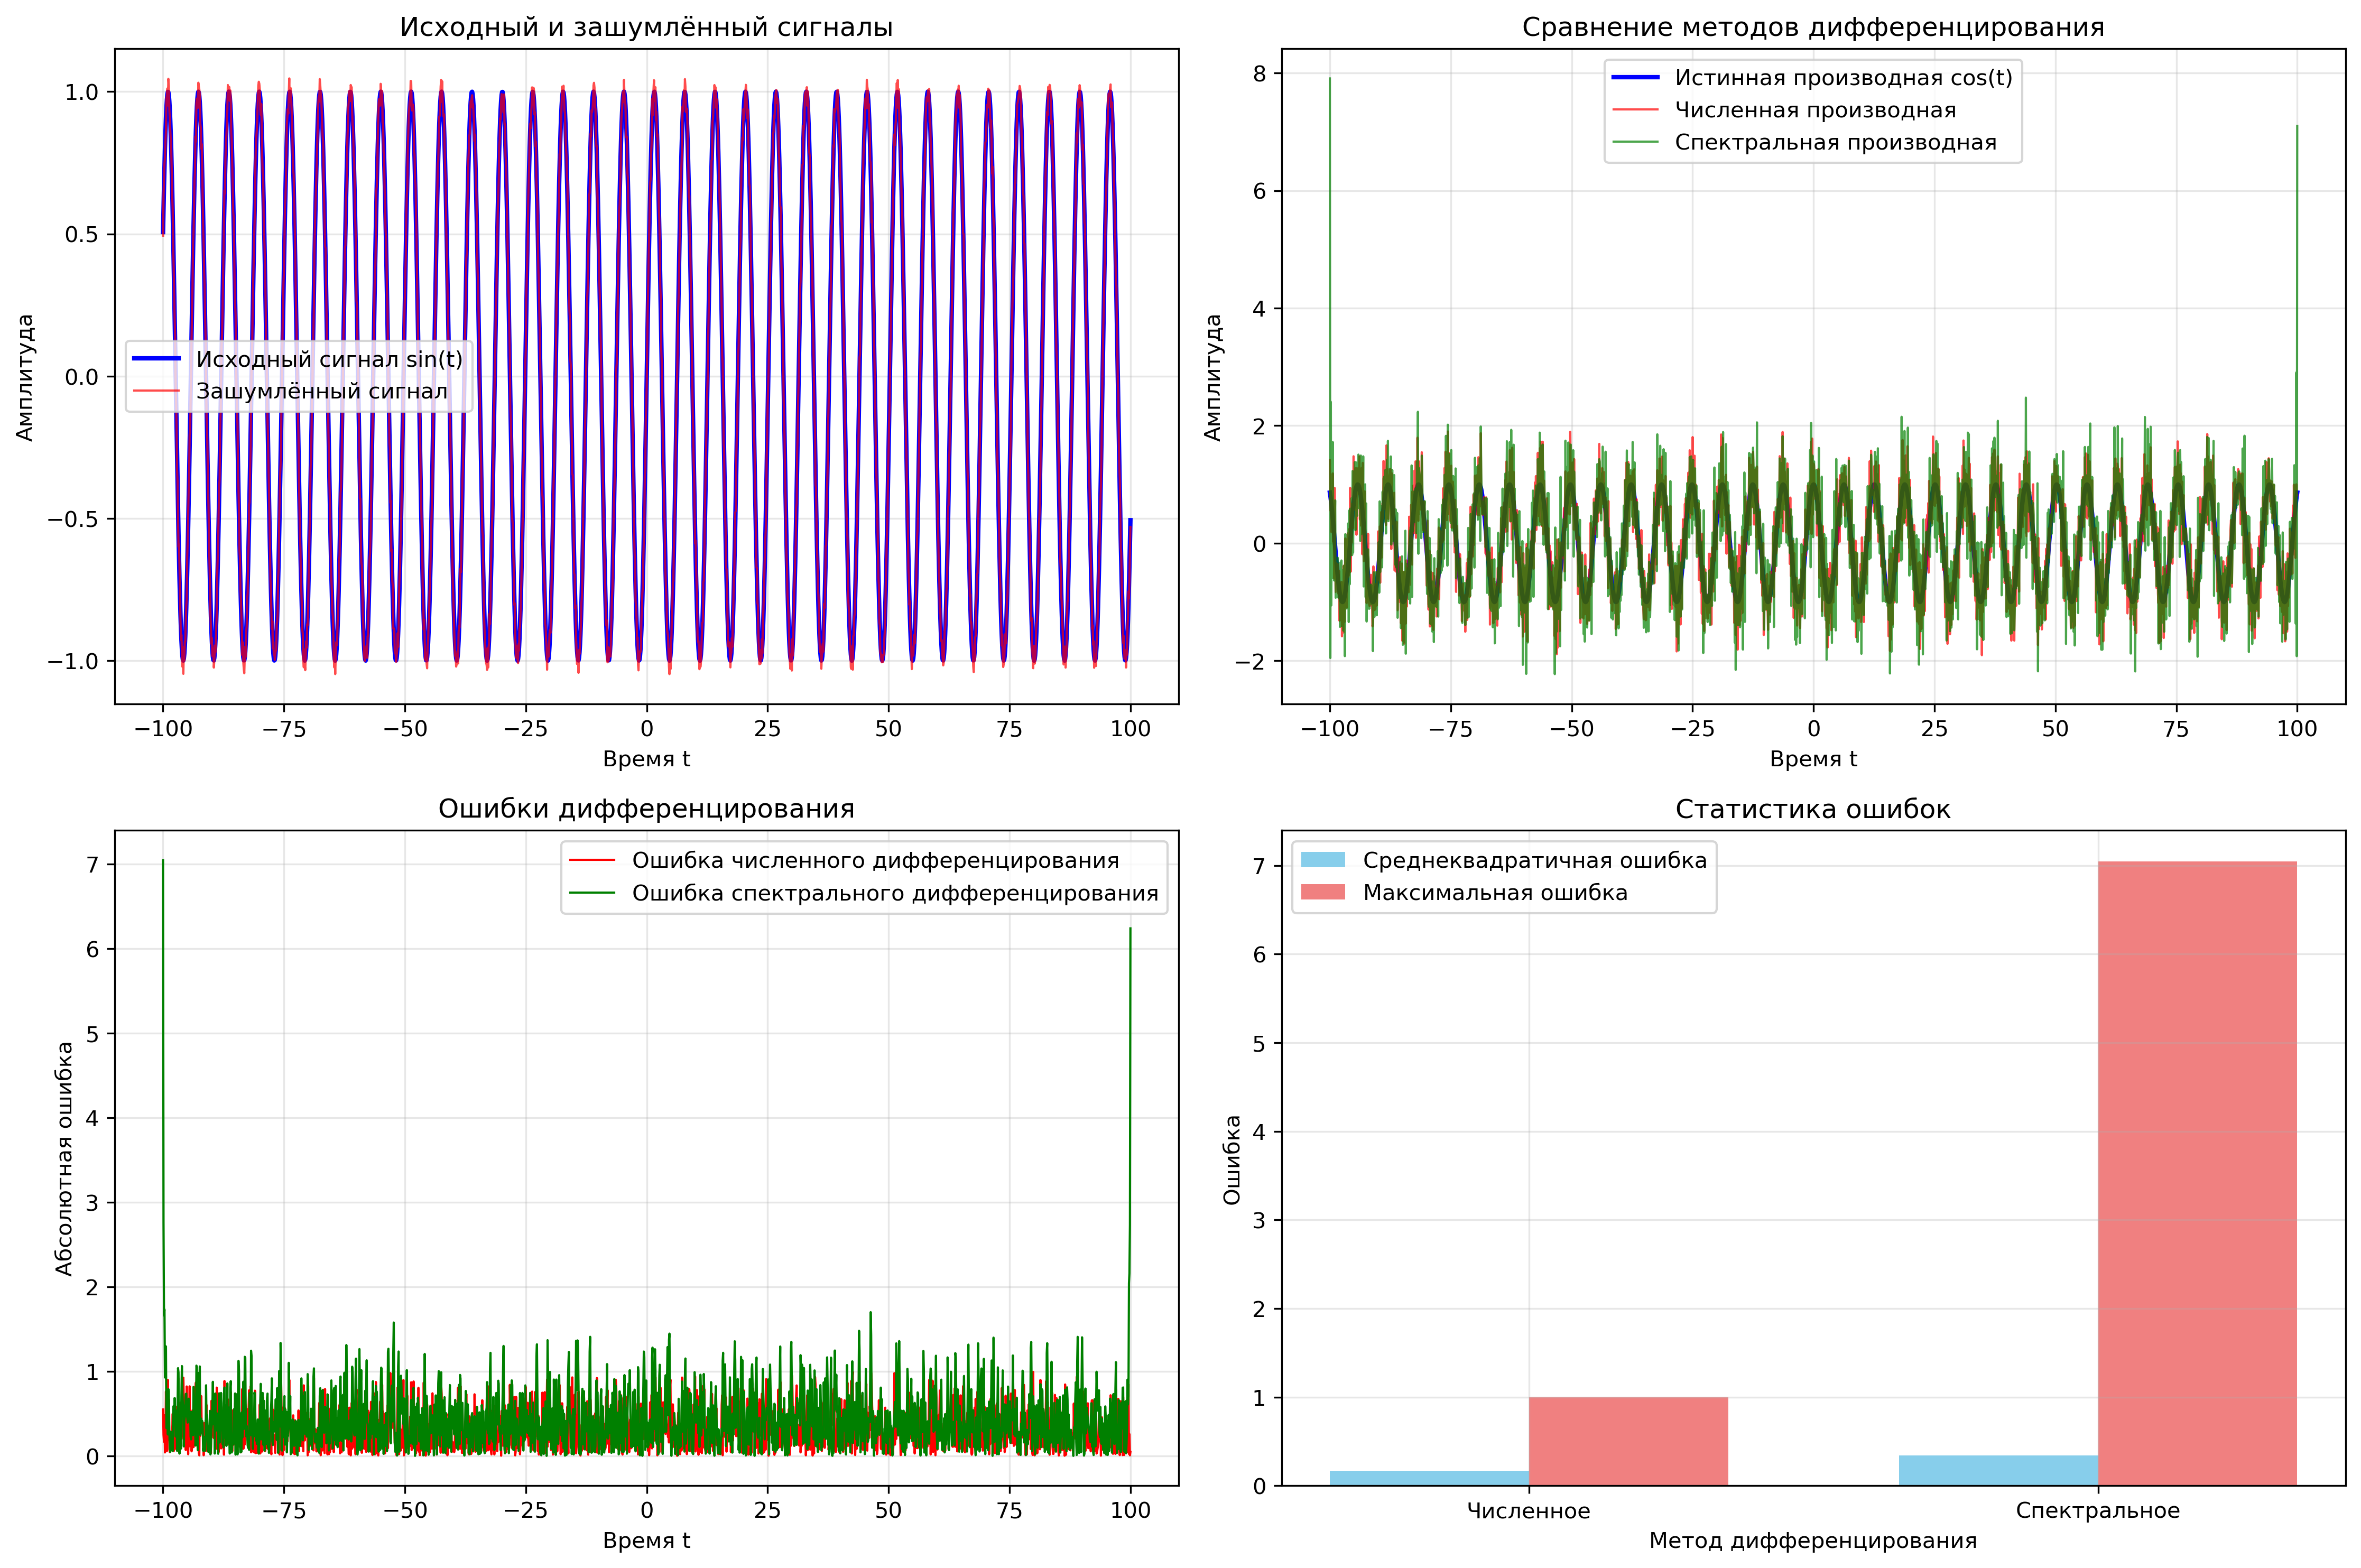 Исходный и зашумлённый сигналы
Амплитуда
1.0
0.5
0.0
−0.5
−1.0
Исходный сигнал sin(t)
Зашумлённый сигнал
−100 −75 −50 −25 0 25 50 75 100
Время t
Сравнение методов дифференцирования
Амплитуда
8
6
4
2
0
−2
Истинная производная cos(t)
Численная производная
Спектральная производная
−100 −75 −50 −25 0 25 50 75 100
Время t
Ошибки дифференцирования
Абсолютная ошибка
7
6
5
4
3
2
1
0
Ошибка численного дифференцирования
Ошибка спектрального дифференцирования
−100 −75 −50 −25 0 25 50 75 100
Время t
Статистика ошибок
Ошибка
7
6
5
4
3
2
1
0
Среднеквадратичная ошибка
Максимальная ошибка
Численное Спектральное
Метод дифференцирования